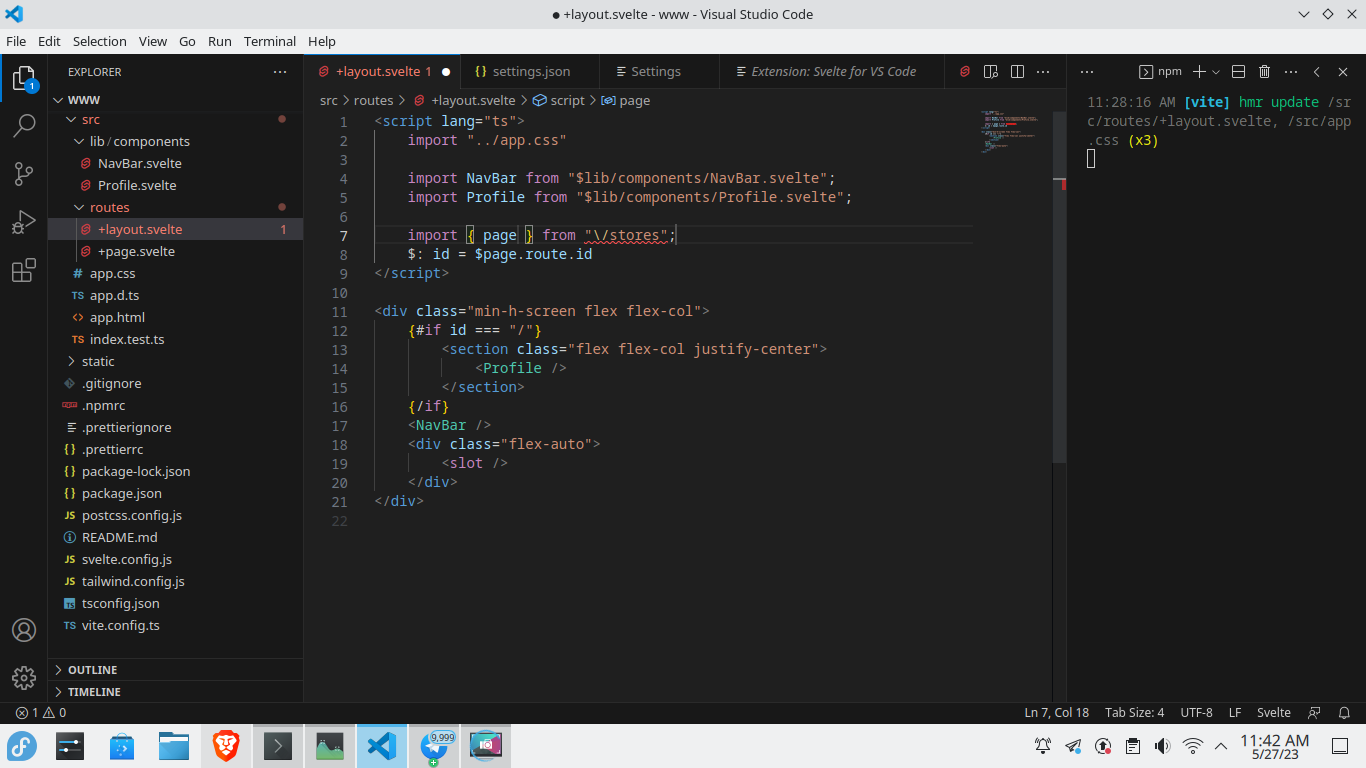 +layout.svelte - www - Visual Studio Code
File Edit Selection View Go Run Terminal Help
EXPLORER
WWW
src
lib / components
NavBar.svelte
Profile.svelte
routes
+layout.svelte 1
+page.svelte
# app.css
TS app.d.ts
<> app.html
TS index.test.ts
static
.gitignore
.npmrc
.prettierignore
{} .prettierrc
{} package-lock.json
{} package.json
JS postcss.config.js
README.md
JS svelte.config.js
JS tailwind.config.js
TS tsconfig.json
TS vite.config.ts
OUTLINE
TIMELINE
1
+layout.svelte 1
{} settings.json
Settings
Extension: Svelte for VS Code
src > routes > +layout.svelte > script > page
1 <script lang="ts">
2 import "../app.css"
3
4 import NavBar from "$lib/components/NavBar.svelte";
5 import Profile from "$lib/components/Profile.svelte";
6
7 import { page } from "\/stores";
8 $: id = $page.route.id
9 </script>
10
11 <div class="min-h-screen flex flex-col">
12 {#if id === "/"}
13 <section class="flex flex-col justify-center">
14 <Profile />
15 </section>
16 {/if}
17 <NavBar />
18 <div class="flex-auto">
19 <slot />
20 </div>
21 </div>
22
npm
11:28:16 AM [vite] hmr update /sr
c/routes/+layout.svelte, /src/app
.css (x3)
1 0
Ln 7, Col 18 Tab Size: 4 UTF-8 LF Svelte
9,999
11:42 AM
5/27/23